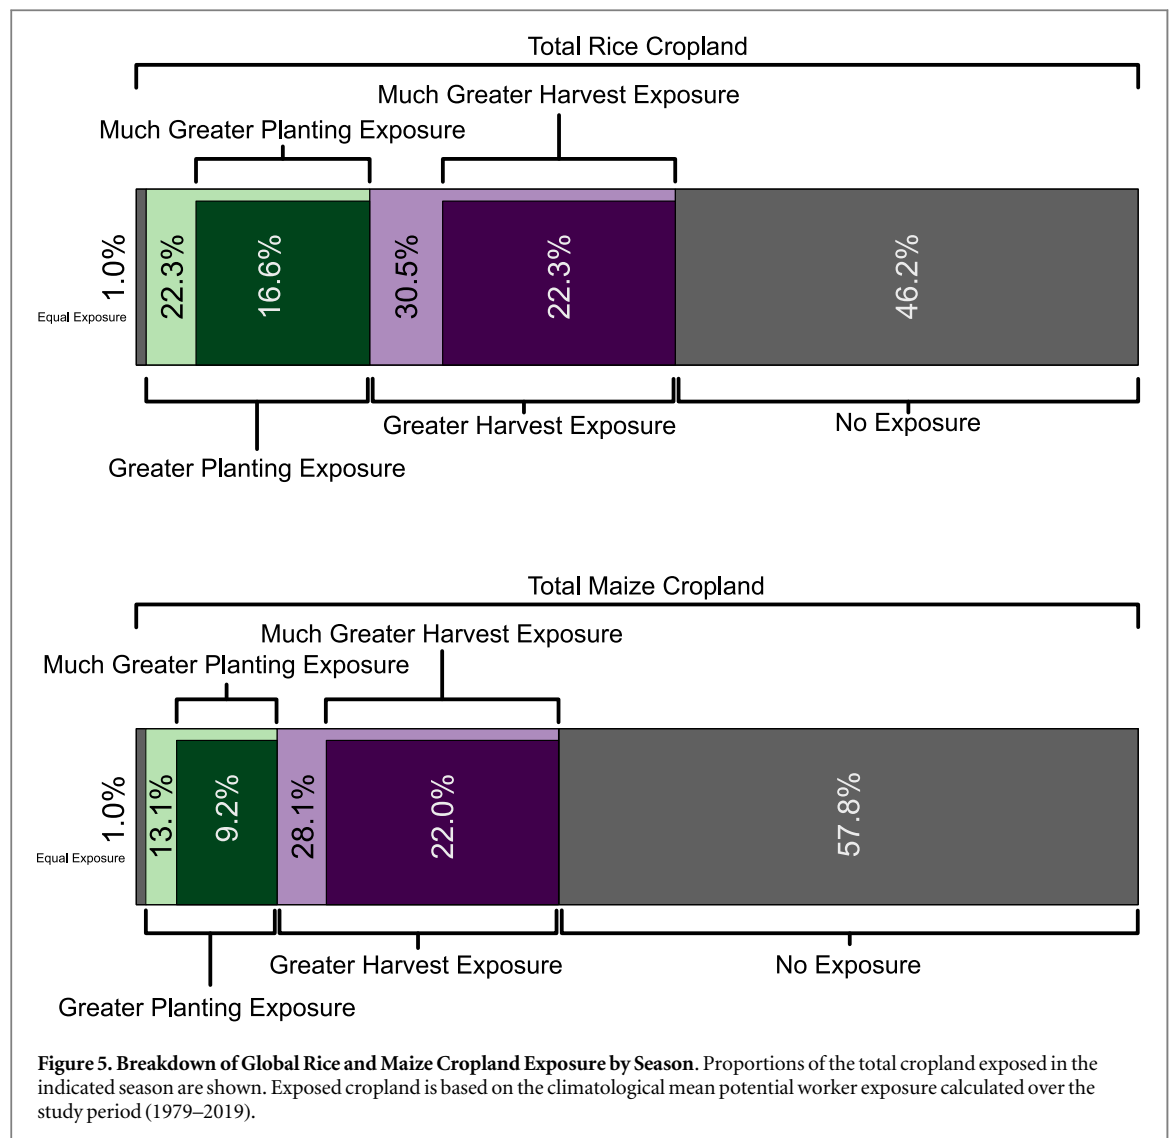 Total Rice Cropland
Much Greater Harvest Exposure
Much Greater Planting Exposure
1.0%
Equal Exposure
22.3%
16.6%
30.5%
22.3%
46.2%
Greater Harvest Exposure
No Exposure
Greater Planting Exposure
Total Maize Cropland
Much Greater Harvest Exposure
Much Greater Planting Exposure
1.0%
Equal Exposure
13.1%
9.2%
28.1%
22.0%
57.8%
Greater Harvest Exposure
No Exposure
Greater Planting Exposure
Figure 5. Breakdown of Global Rice and Maize Cropland Exposure by Season. Proportions of the total cropland exposed in the
indicated season are shown. Exposed cropland is based on the climatological mean potential worker exposure calculated over the
study period (1979–2019).